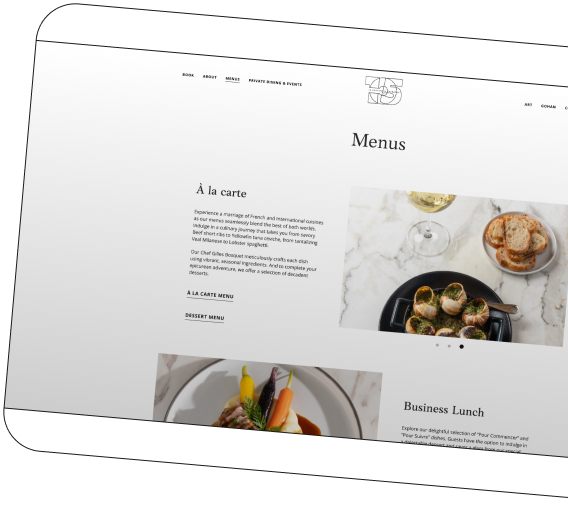 BOOK ABOUT MENUS PRIVATE DINING & EVENTS
ART GOHAM
Menus
À la carte
Experience a marriage of French and International cuisines
as our menus seamlessly blend the best of both worlds.
Indulge in a culinary journey that takes you from savory
Beef short ribs to Yellowfin tuna ceviche, from tantalizing
Veal Milanese to Lobster spaghetti.
Our Chef Gilles Bosquet meticulously crafts each dish
using vibrant, seasonal ingredients. And to complete your
epicurean adventure, we offer a selection of decadent
desserts.
À LA CARTE MENU
DESSERT MENU
Business Lunch
Explore our delightful selection of "Pour Commencer" and
"Pour Suivre" dishes. Guests have the option to indulge in